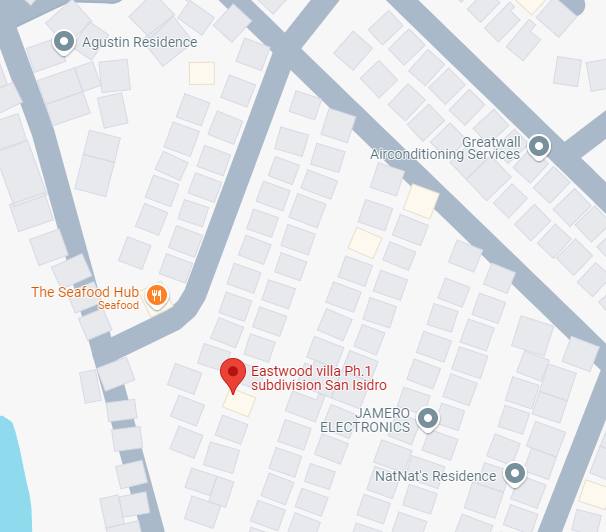 Agustin Residence
Greatwall
Airconditioning Services
The Seafood Hub
Seafood
Eastwood villa Ph.1
subdivision San Isidro
JAMERO
ELECTRONICS
NatNat's Residence